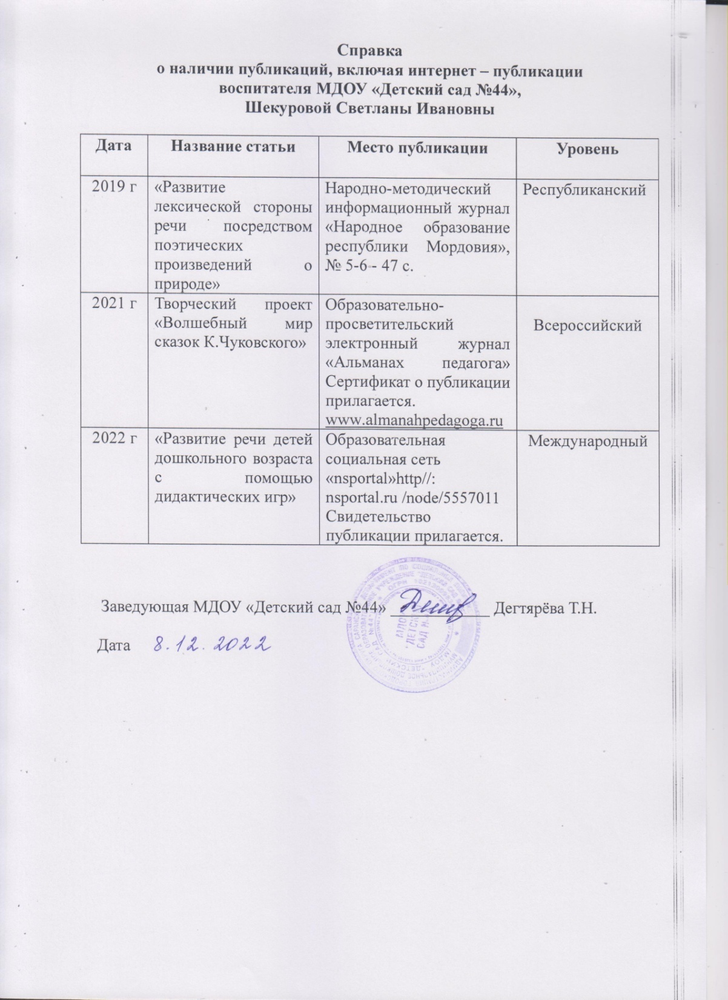 Справка
о наличии публикаций, включая интернет – публикации
воспитателя МДОУ «Детский сад №44»,
Шекуровой Светланы Ивановны
Дата Название статьи Место публикации Уровень
2019 г
«Развитие
лексической стороны
речи посредством
поэтических
произведений о
природе»
Народно-методический
информационный журнал
«Народное образование
республики Мордовия»,
№ 5-6 - 47 с.
Республиканский
2021 г
Творческий проект
«Волшебный мир
сказок К.Чуковского»
Образовательно-
просветительский
электронный журнал
«Альманах педагога»
Сертификат о публикации
прилагается.
www.almanahpedagoga.ru
Всероссийский
2022 г
«Развитие речи детей
дошкольного возраста
с помощью
дидактических игр»
Образовательная
социальная сеть
«nsportal»http//:
nsportal.ru /node/5557011
Свидетельство
публикации прилагается.
Международный
Заведующая МДОУ «Детский сад №44» Дегтярёва Т.Н.
Дата 8.12.2022
МДОУ
"ДЕТСКИЙ
САД №